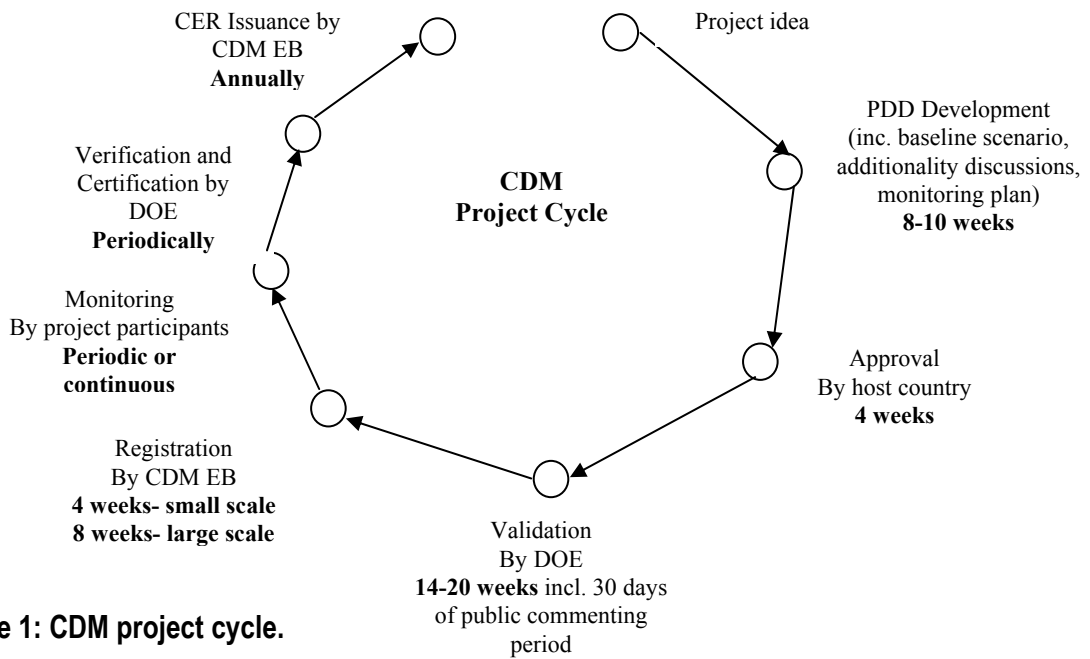 CDM
Project Cycle
Project idea
PDD Development
(inc. baseline scenario,
additionality discussions,
monitoring plan)
8-10 weeks
Approval
By host country
4 weeks
Validation
By DOE
14-20 weeks incl. 30 days
of public commenting
period
Registration
By CDM EB
4 weeks- small scale
8 weeks- large scale
Monitoring
By project participants
Periodic or
continuous
Verification and
Certification by
DOE
Periodically
CER Issuance by
CDM EB
Annually
e 1: CDM project cycle.